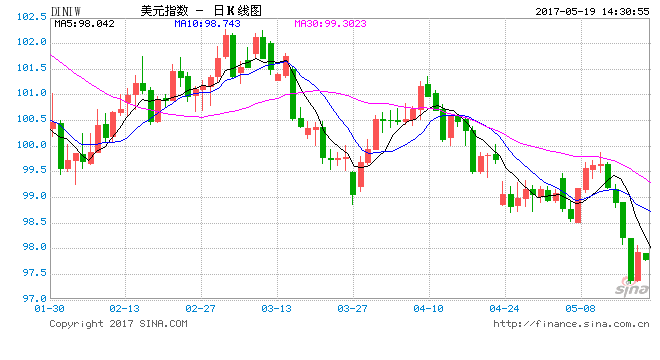 DINIW 美元指数 - 日K线图 2017-05-19 14:30:55
MA5:98.042 MA10:98.743 MA30:99.3023
102.5
102.0
101.5
101.0
100.5
100.0
99.5
99.0
98.5
98.0
97.5
97.0
01-30 02-13 02-27 03-13 03-27 04-10 04-24 05-08
sina
Copyright 2017 SINA.COM http://finance.sina.com.cn